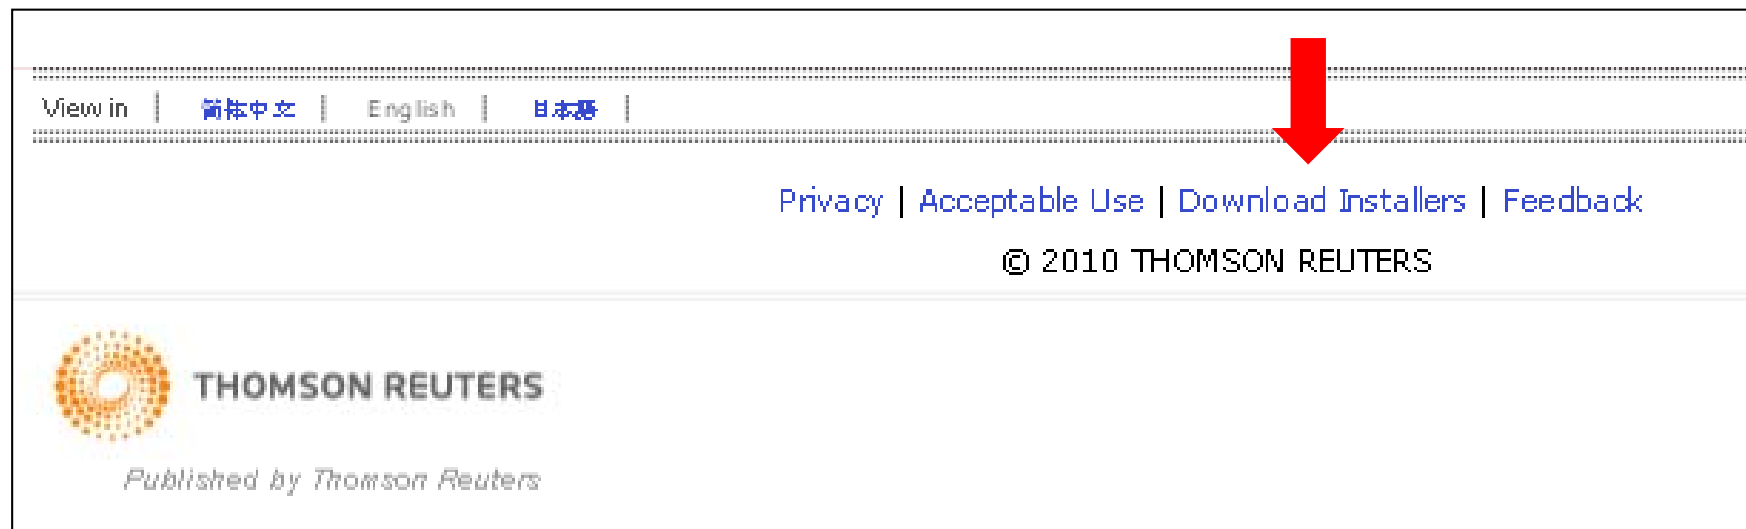 View in | 简体中文 | English | 日本語 |
Privacy | Acceptable Use | Download Installers | Feedback
© 2010 THOMSON REUTERS
THOMSON REUTERS
Published by Thomson Reuters